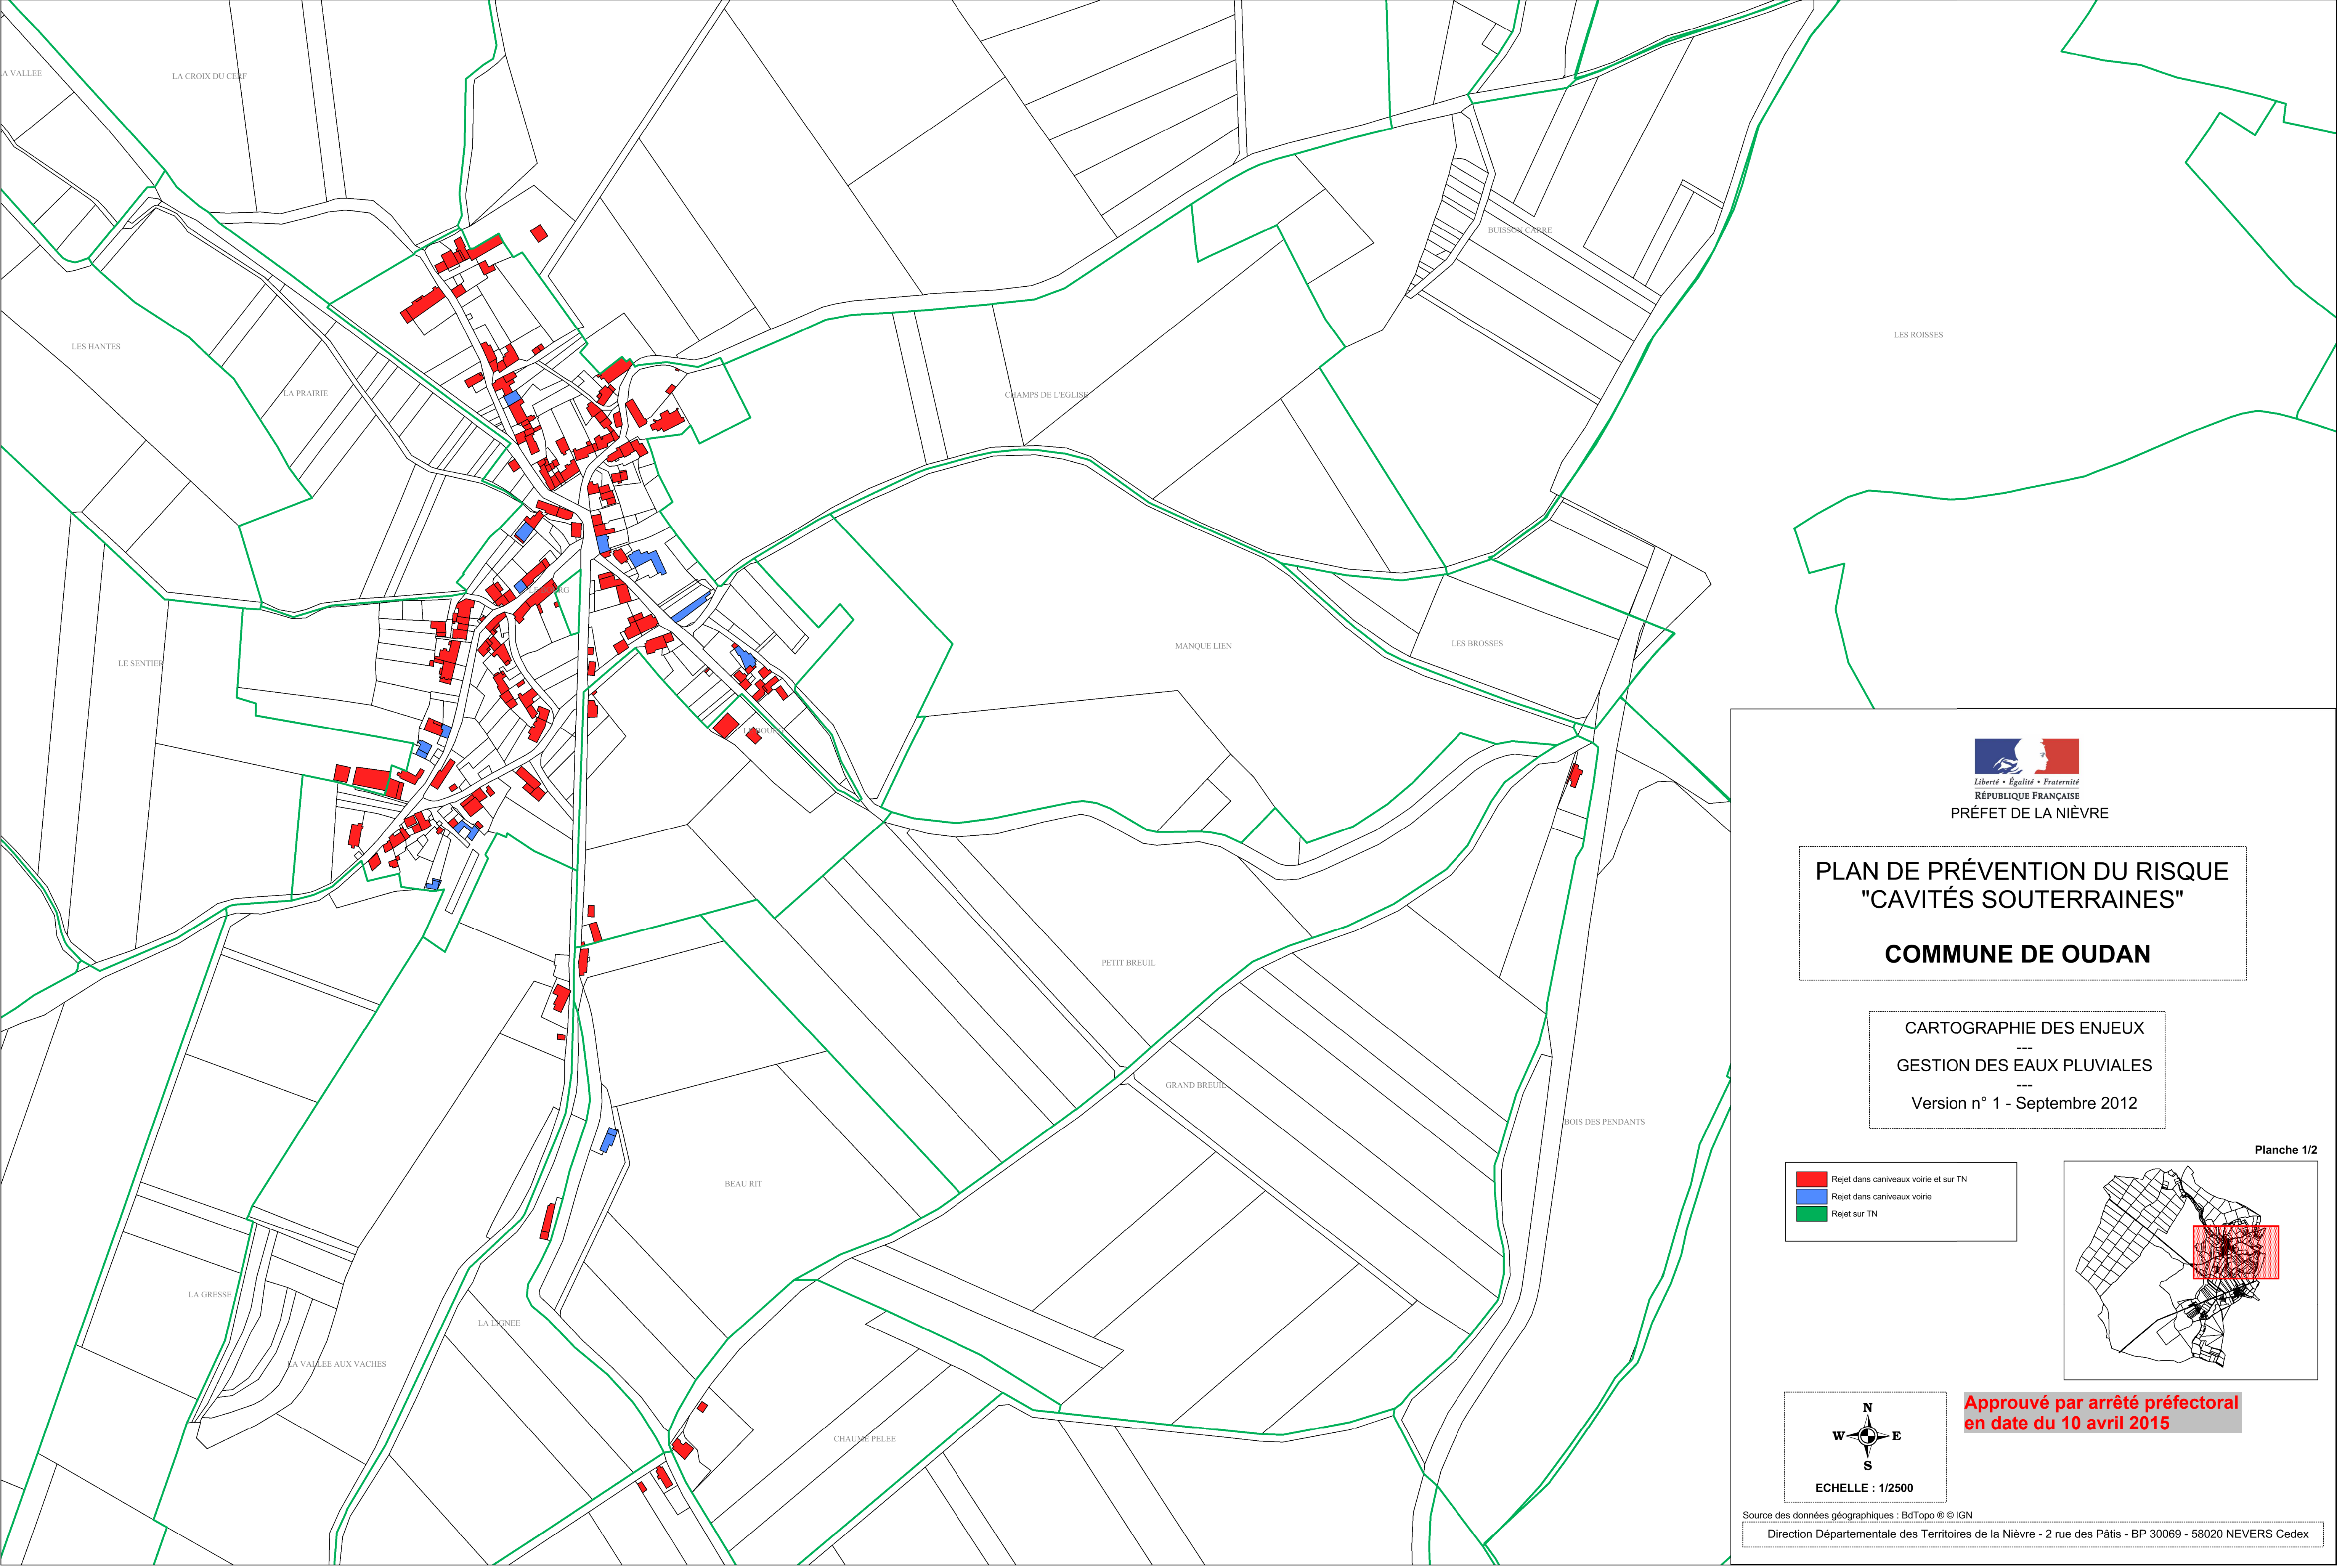 A VALLEE
LA CROIX DU CERF
BUISSON CARRE
LES ROISSES
LES HANTES
LA PRAIRIE
CHAMPS DE L'EGLISE
LE SENTIER
MANQUE LIEN
LES BROSSES
PETIT BREUIL
GRAND BREUIL
BOIS DES PENDANTS
BEAU RIT
LA GRESSE
LA LIGNEE
LA VALLEE AUX VACHES
CHAUME PELEE
Liberté • Égalité • Fraternité
RÉPUBLIQUE FRANÇAISE
PRÉFET DE LA NIÈVRE
PLAN DE PRÉVENTION DU RISQUE
"CAVITÉS SOUTERRAINES"
COMMUNE DE OUDAN
CARTOGRAPHIE DES ENJEUX
---
GESTION DES EAUX PLUVIALES
---
Version n° 1 - Septembre 2012
Planche 1/2
Rejet dans caniveaux voirie et sur TN
Rejet dans caniveaux voirie
Rejet sur TN
N
W E
S
ECHELLE : 1/2500
Approuvé par arrêté préfectoral
en date du 10 avril 2015
Source des données géographiques : BdTopo ® © IGN
Direction Départementale des Territoires de la Nièvre - 2 rue des Pâtis - BP 30069 - 58020 NEVERS Cedex